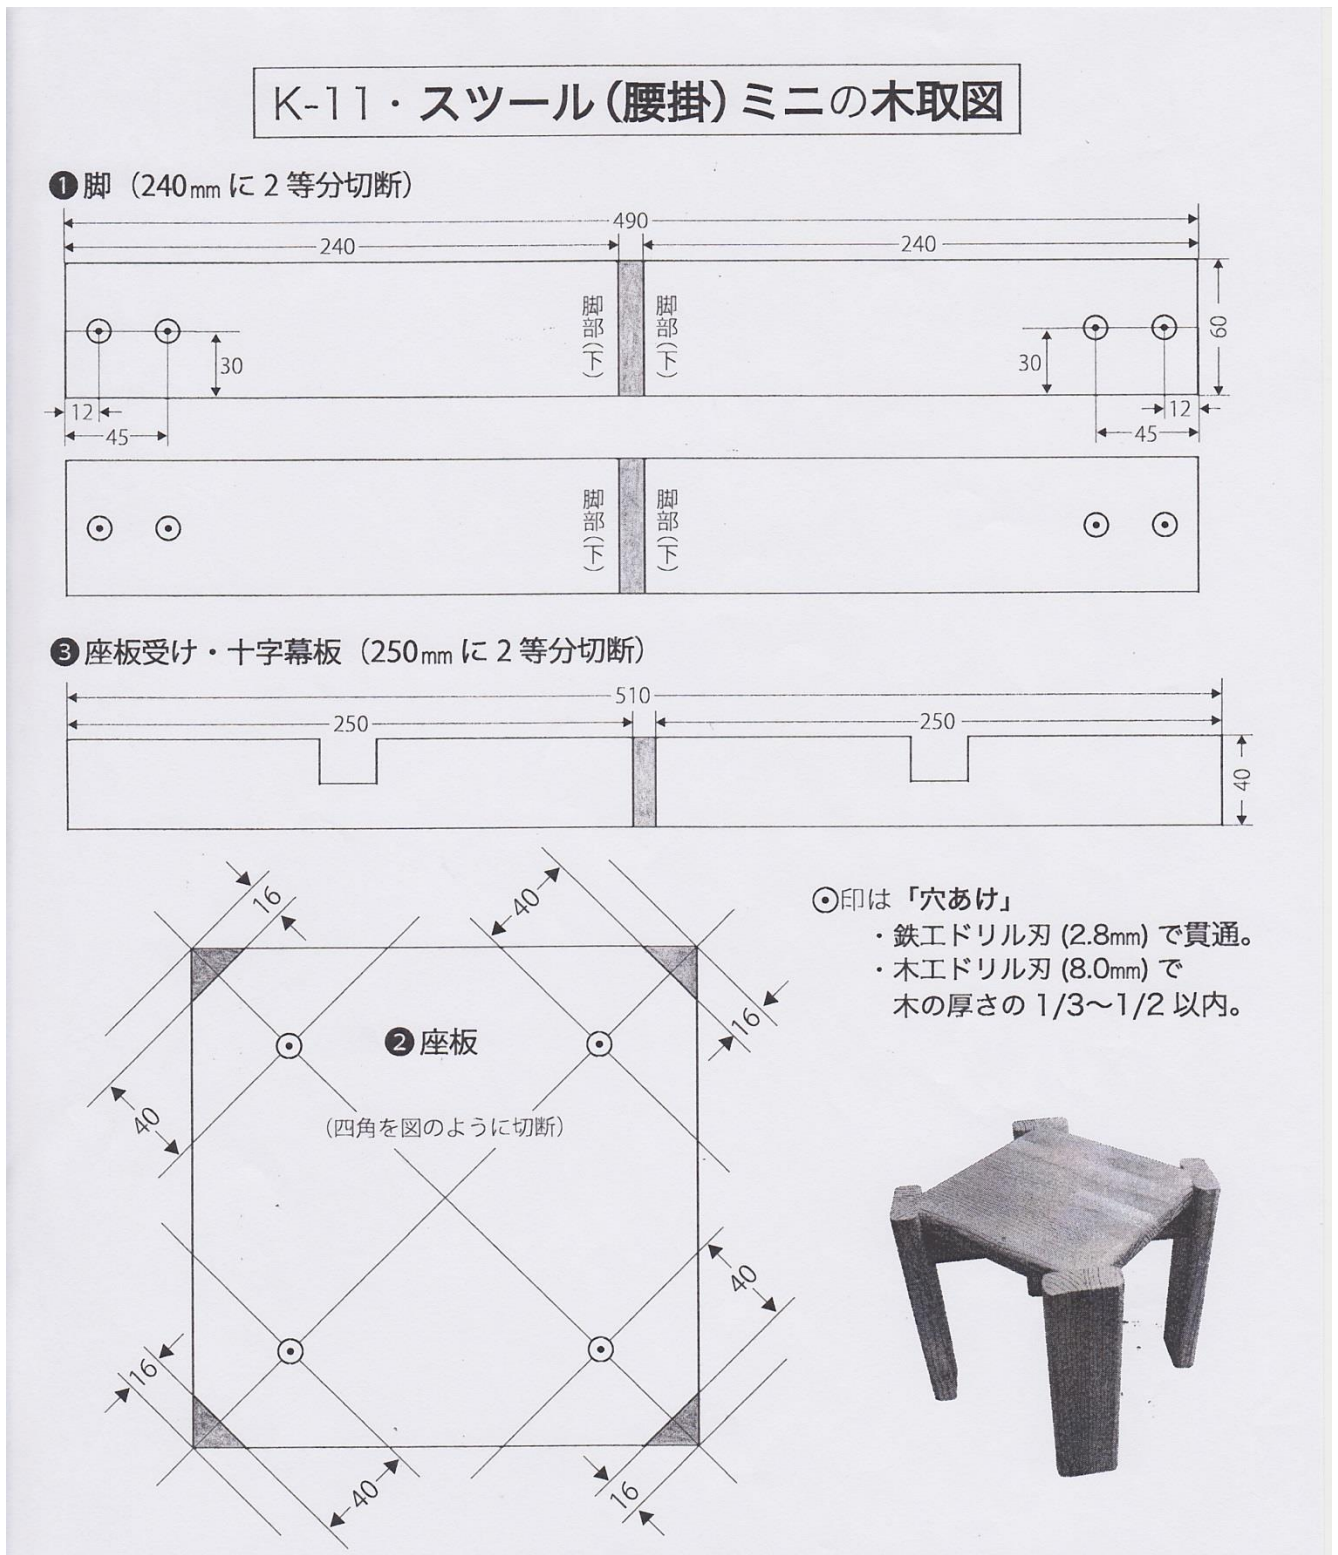 K-11・スツール(腰掛)ミニの木取図
❶脚(240㎜に2等分切断)
490
240
240
脚部(下)
脚部(下)
30
30
60
12
45
12
45
脚部(下)
脚部(下)
❸座板受け・十字幕板(250㎜に2等分切断)
510
250
250
40
16
40
◉印は「穴あけ」
・鉄工ドリル刃(2.8㎜)で貫通。
・木工ドリル刃(8.0㎜)で
木の厚さの1/3〜1/2以内。
16
❷座板
40
(四角を図のように切断)
40
16
40
16